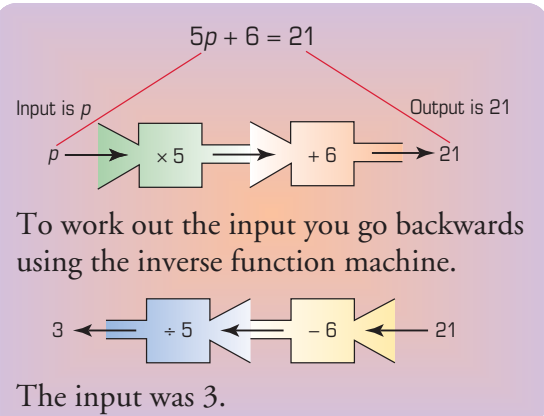 5p + 6 = 21
Input is p
Output is 21
p × 5 + 6 21
To work out the input you go backwards
using the inverse function machine.
3 ÷ 5 − 6 21
The input was 3.